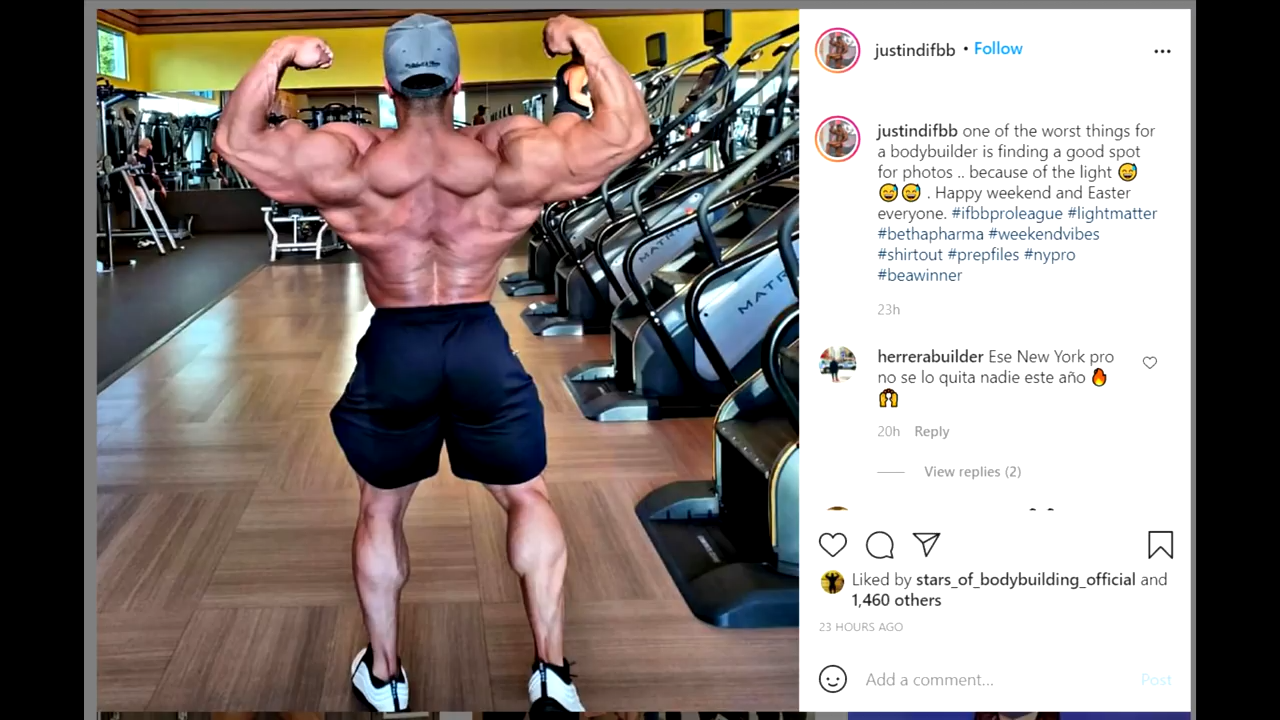 justindifbb • Follow
justindifbb one of the worst things for
a bodybuilder is finding a good spot
for photos .. because of the light 😅
😅😅 . Happy weekend and Easter
everyone. #ifbbproleague #lightmatter
#bethapharma #weekendvibes
#shirtout #prepfiles #nypro
#beawinner
23h
herrerabuilder Ese New York pro
no se lo quita nadie este año 🔥
🙌
20h Reply
View replies (2)
Liked by stars_of_bodybuilding_official and
1,460 others
23 HOURS AGO
Add a comment...
Post
MATRIX